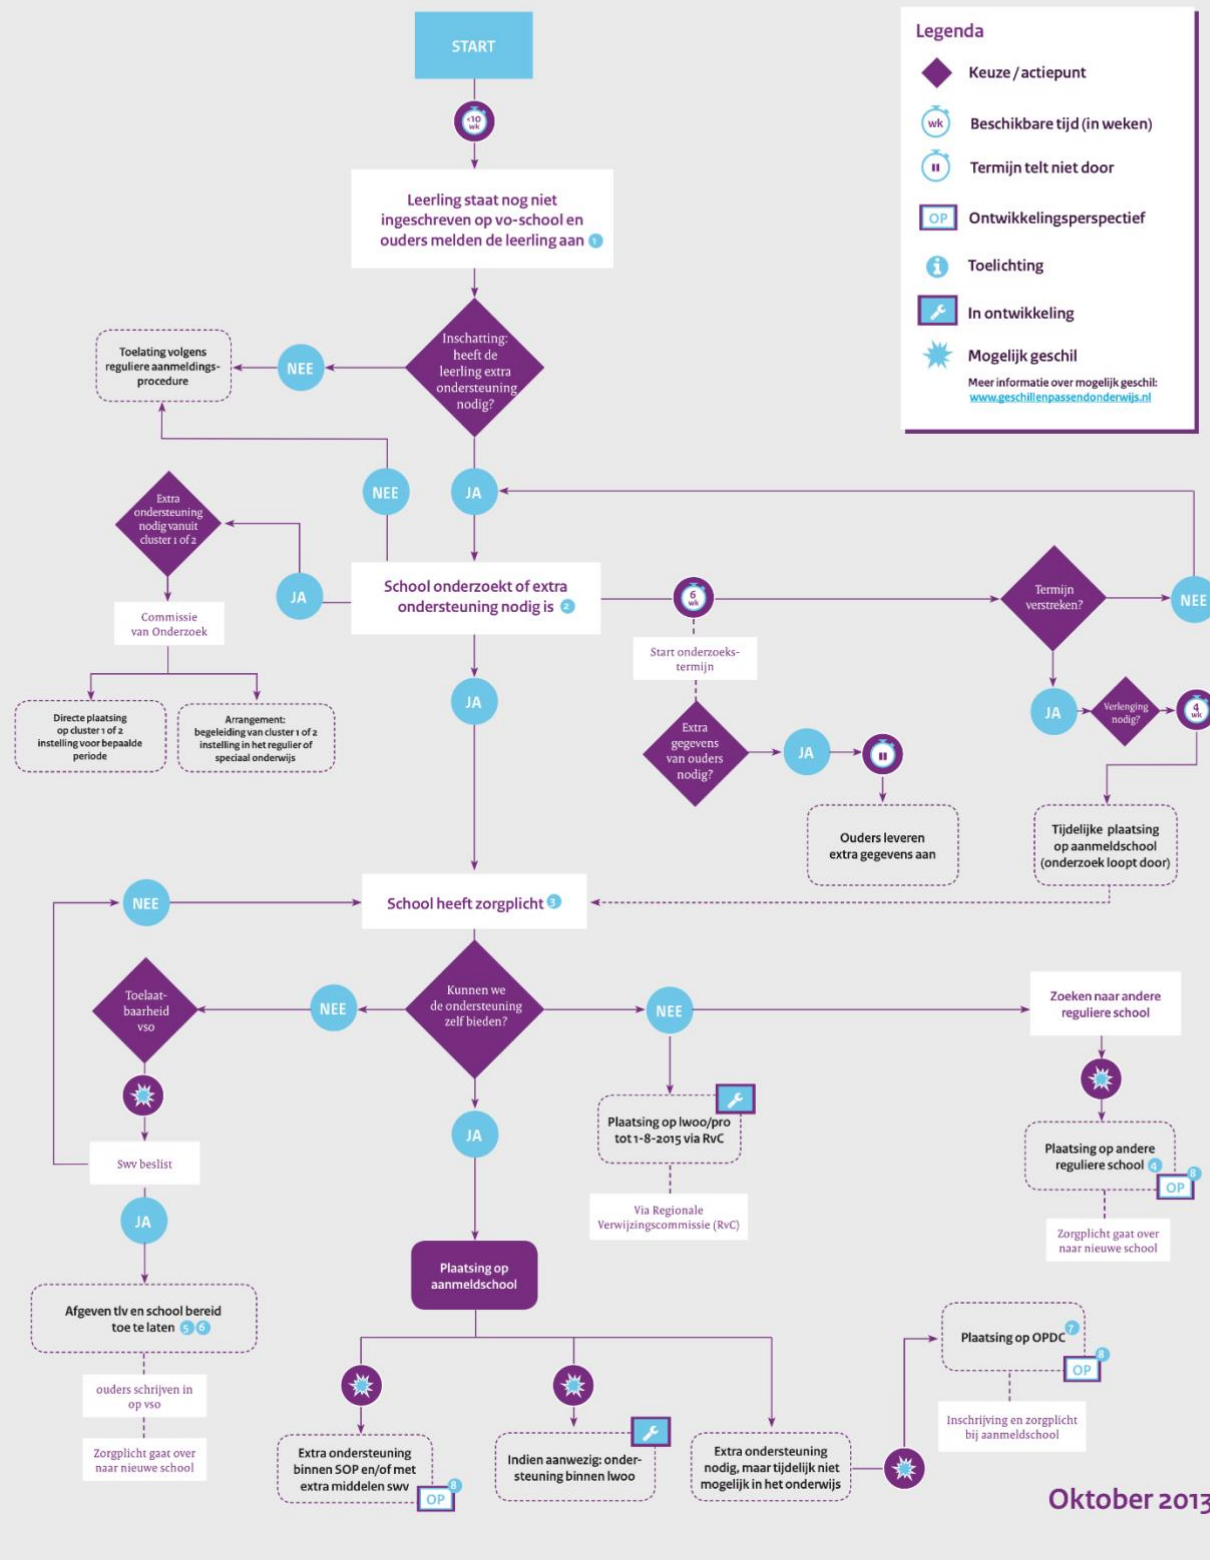 START
<10
wk
Leerling staat nog niet
ingeschreven op vo-school en
ouders melden de leerling aan 1
Inschatting:
heeft de
leerling extra
ondersteuning
nodig?
NEE
Toelating volgens
reguliere aanmeldings-
procedure
NEE
JA
Extra
ondersteuning
nodig vanuit
cluster 1 of 2
JA
Commissie
van Onderzoek
Directe plaatsing
op cluster 1 of 2
instelling voor bepaalde
periode
Arrangement:
begeleiding van cluster 1 of 2
instelling in het regulier of
speciaal onderwijs
School onderzoekt of extra
ondersteuning nodig is 2
JA
6
wk
Start onderzoeks-
termijn
Extra
gegevens
van ouders
nodig?
JA
Ouders leveren
extra gegevens aan
Termijn
verstreken?
NEE
JA
Verlenging
nodig?
4
wk
Tijdelijke plaatsing
op aanmeldschool
(onderzoek loopt door)
NEE
School heeft zorgplicht 3
Toelaat-
baarheid
vso
NEE
Kunnen we
de ondersteuning
zelf bieden?
NEE
Zoeken naar andere
reguliere school
Swv beslist
JA
Afgeven tlv en school bereid
toe te laten 5 6
ouders schrijven in
op vso
Zorgplicht gaat over
naar nieuwe school
JA
Plaatsing op lwoo/pro
tot 1-8-2015 via RvC
Via Regionale
Verwijzingscommissie (RvC)
Plaatsing op andere
reguliere school 4
8
OP
Zorgplicht gaat over
naar nieuwe school
Plaatsing op
aanmeldschool
Extra ondersteuning
binnen SOP en/of met
extra middelen swv
8
OP
Indien aanwezig: onder-
steuning binnen lwoo
Extra ondersteuning
nodig, maar tijdelijk niet
mogelijk in het onderwijs
Plaatsing op OPDC 7
8
OP
Inschrijving en zorgplicht
bij aanmeldschool
Legenda
Keuze / actiepunt
wk
Beschikbare tijd (in weken)
Termijn telt niet door
OP
Ontwikkelingsperspectief
i
Toelichting
In ontwikkeling
Mogelijk geschil
Meer informatie over mogelijk geschil:
www.geschillenpassendonderwijs.nl
Oktober 2013